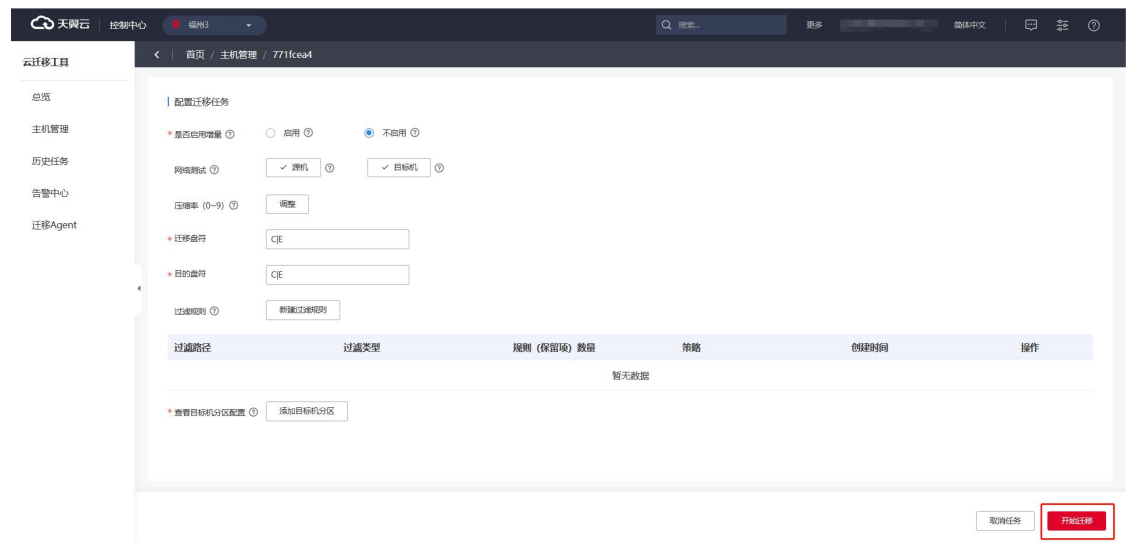 天翼云 控制中心 福州3 搜索... 更多 简体中文
云迁移工具
首页 / 主机管理 / 771fcea4
总览
主机管理
历史任务
告警中心
迁移Agent
配置迁移任务
* 是否启用增量 启用 不启用
网络测试 源机 目标机
压缩率 (0~9) 调整
* 迁移盘符 C|E
* 目的盘符 C|E
过滤规则 新建过滤规则
过滤路径 过滤类型 规则 (保留项) 数量 策略 创建时间 操作
暂无数据
* 查看目标机分区配置 添加目标机分区
取消任务 开始迁移